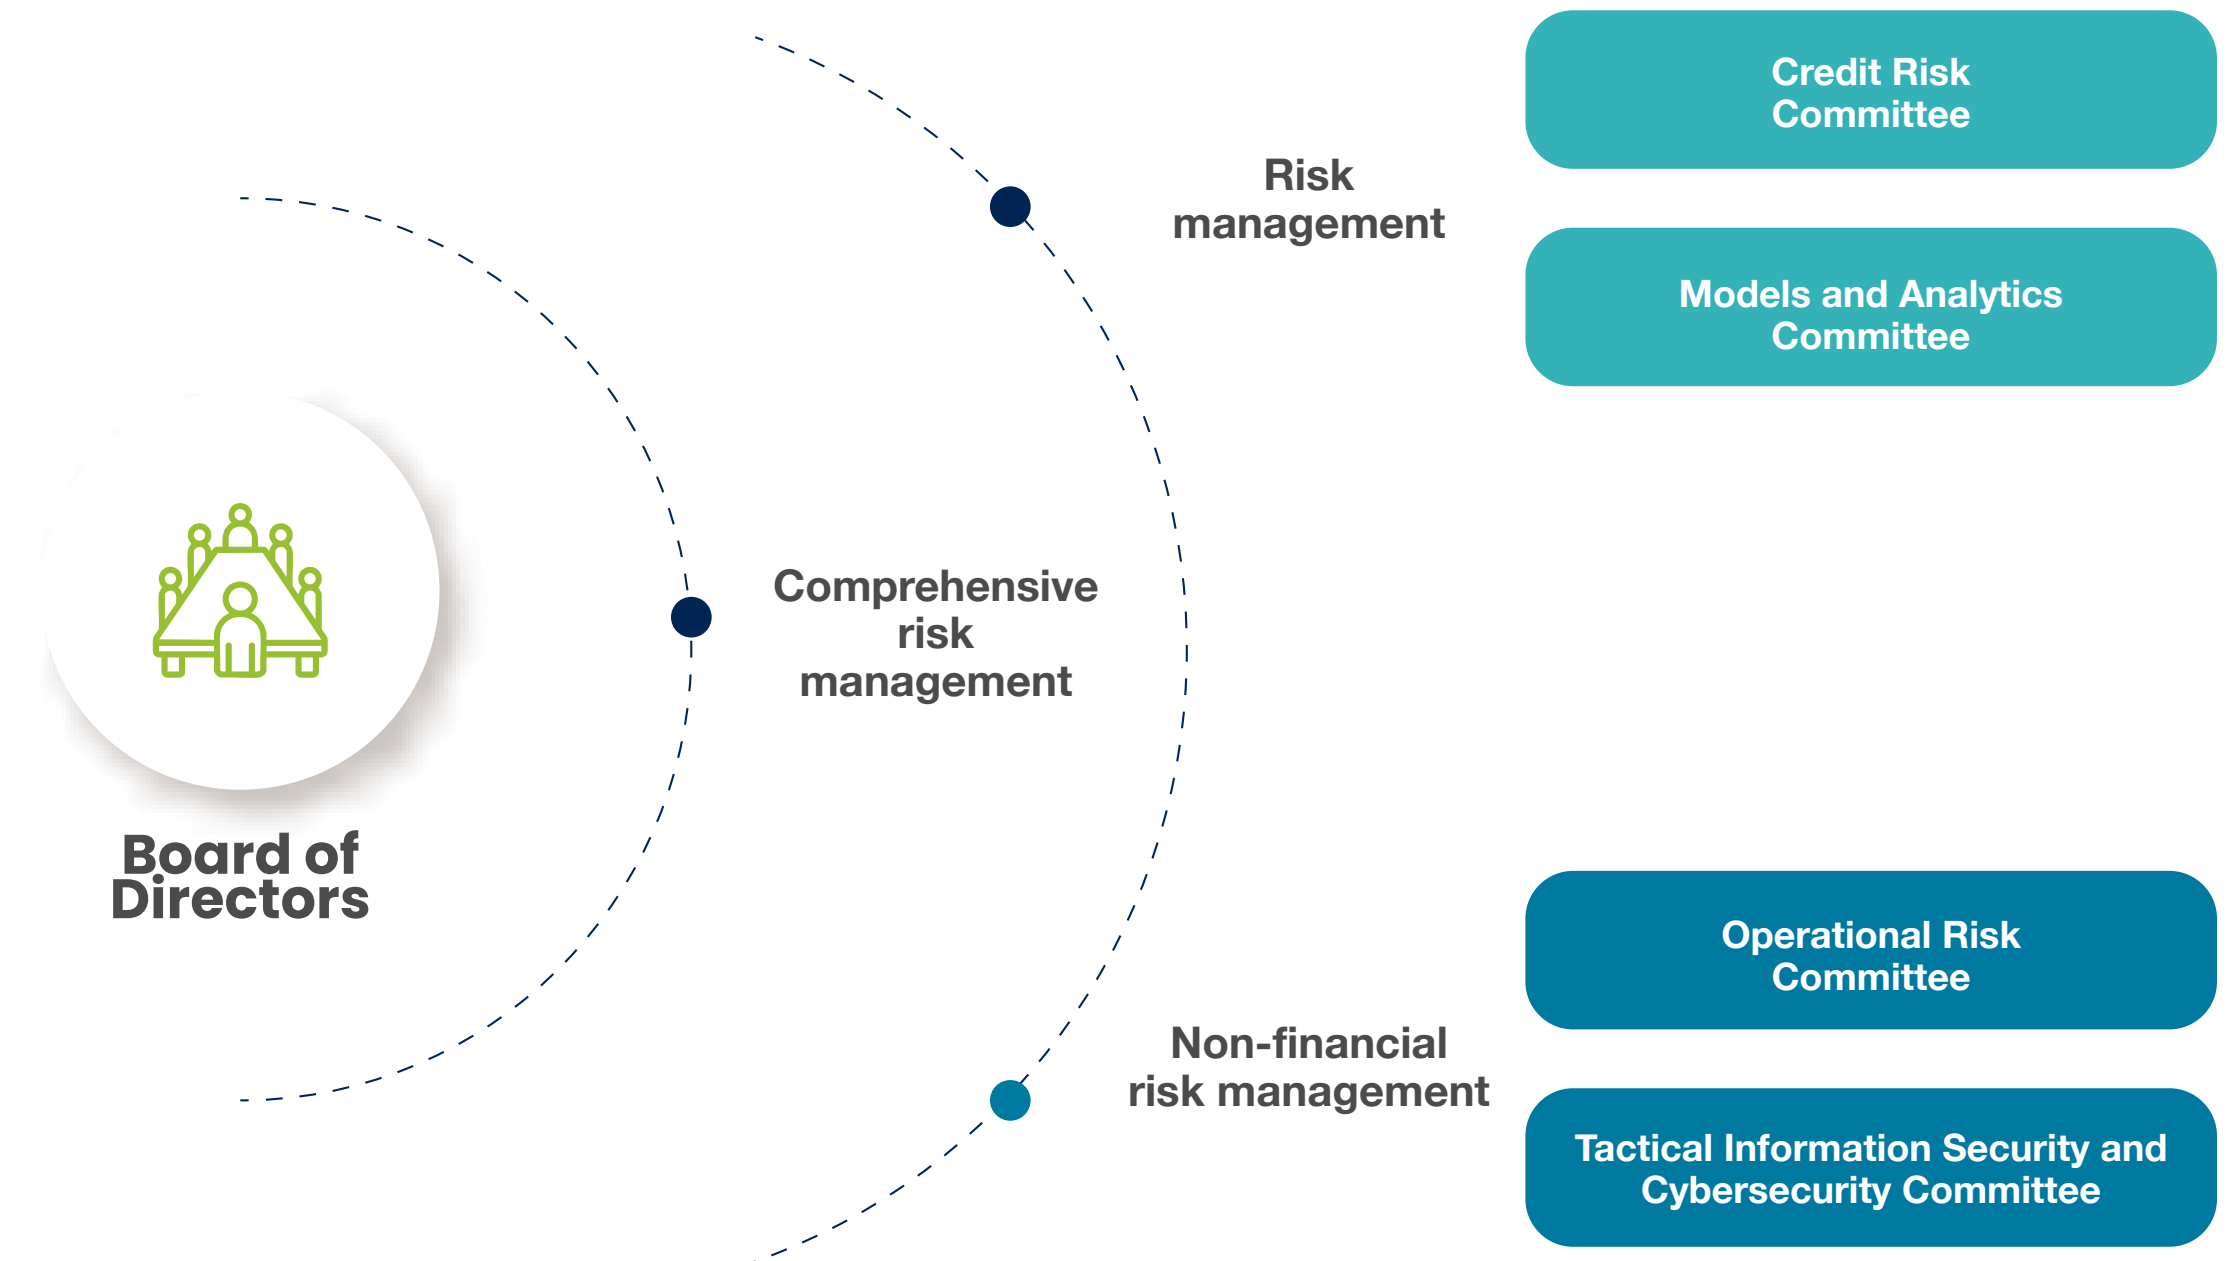 Board of
Directors
Comprehensive
risk
management
Risk
management
Credit Risk
Committee
Models and Analytics
Committee
Non-financial
risk management
Operational Risk
Committee
Tactical Information Security and
Cybersecurity Committee